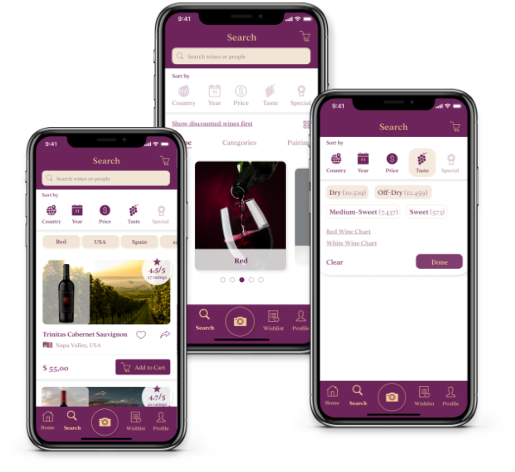 9:41
Search
Search wines or people
Sort by
Country Year Price Taste Special
Show discounted wines first
Categories
Pairing
Red
Search Wishlist Profile
9:41
Search
Sort by
Country Year Price Taste Special
Dry (10.529) Off-Dry (11.459)
Medium-Sweet (7.437) Sweet (573)
Red Wine Chart
White Wine Chart
Clear Done
Home Search Wishlist Profile
9:41
Search
Search wines or people
Sort by
Country Year Price Taste Special
Red USA Spain
4.5/5
Trinitas Cabernet Sauvignon
Napa Valley, USA
$ 55,00 Add to Cart
4.7/5
Home Search Wishlist Profile